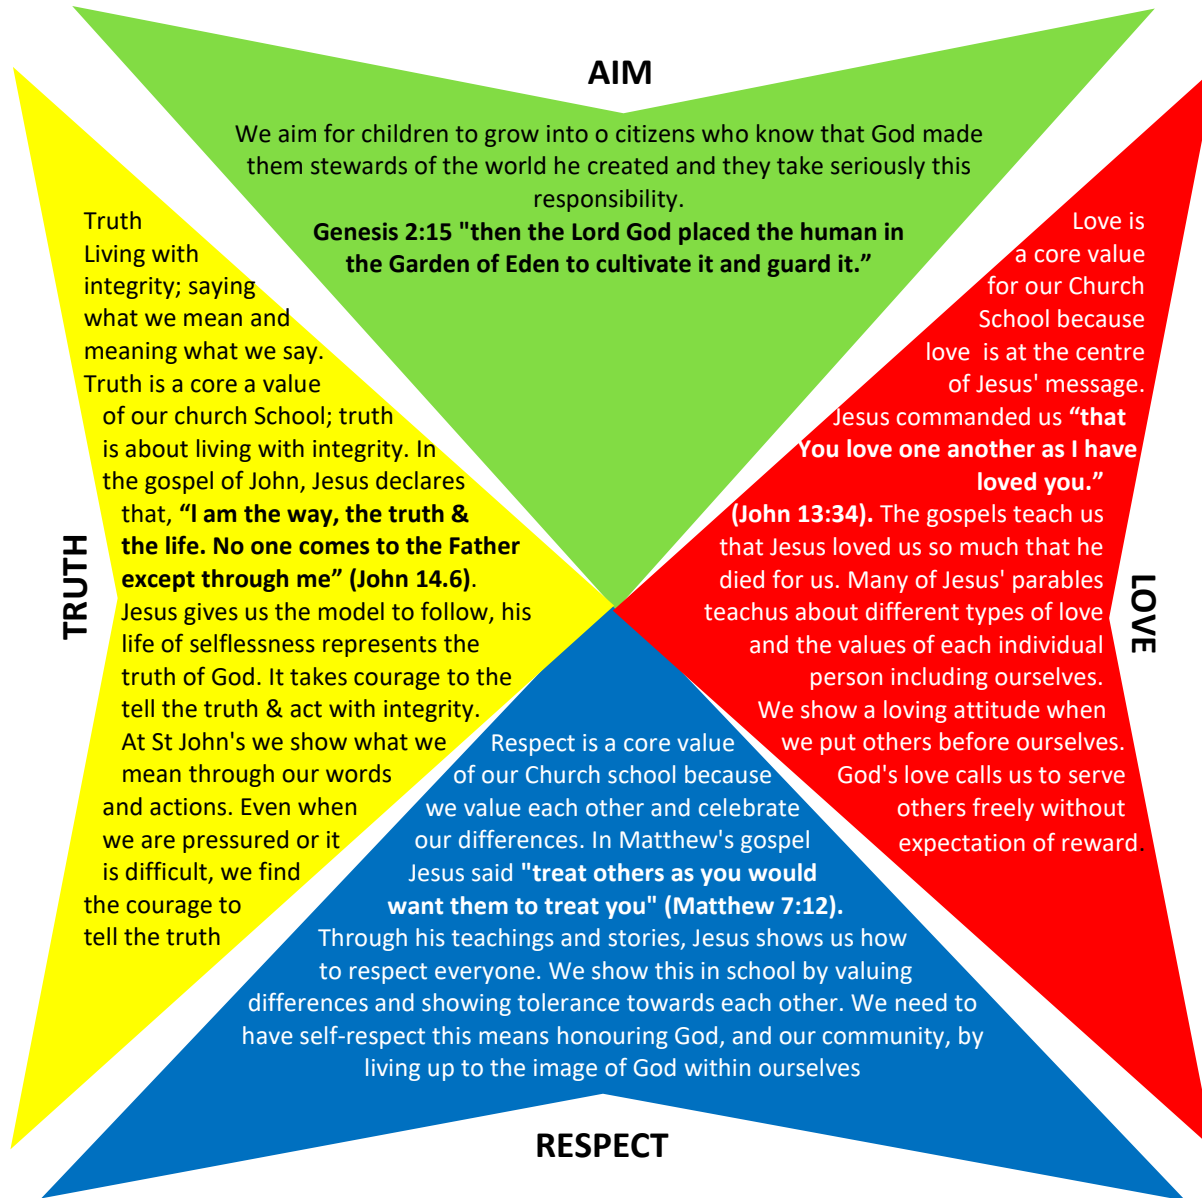 AIM
We aim for children to grow into o citizens who know that God made
them stewards of the world he created and they take seriously this
responsibility.
Genesis 2:15 "then the Lord God placed the human in
the Garden of Eden to cultivate it and guard it.”
TRUTH
Truth
Living with
integrity; saying
what we mean and
meaning what we say.
Truth is a core a value
of our church School; truth
is about living with integrity. In
the gospel of John, Jesus declares
that, “I am the way, the truth &
the life. No one comes to the Father
except through me” (John 14.6).
Jesus gives us the model to follow, his
life of selflessness represents the
truth of God. It takes courage to the
tell the truth & act with integrity.
At St John's we show what we
mean through our words
and actions. Even when
we are pressured or it
is difficult, we find
the courage to
tell the truth
LOVE
Love is
a core value
for our Church
School because
love  is at the centre
of Jesus' message.
Jesus commanded us “that
You love one another as I have
loved you.”
(John 13:34). The gospels teach us
that Jesus loved us so much that he
died for us. Many of Jesus' parables
teachus about different types of love
and the values of each individual
person including ourselves.
We show a loving attitude when
we put others before ourselves.
God's love calls us to serve
others freely without
expectation of reward.
Respect is a core value
of our Church school because
we value each other and celebrate
our differences. In Matthew's gospel
Jesus said "treat others as you would
want them to treat you" (Matthew 7:12).
Through his teachings and stories, Jesus shows us how
to respect everyone. We show this in school by valuing
differences and showing tolerance towards each other. We need to
have self-respect this means honouring God, and our community, by
living up to the image of God within ourselves
RESPECT